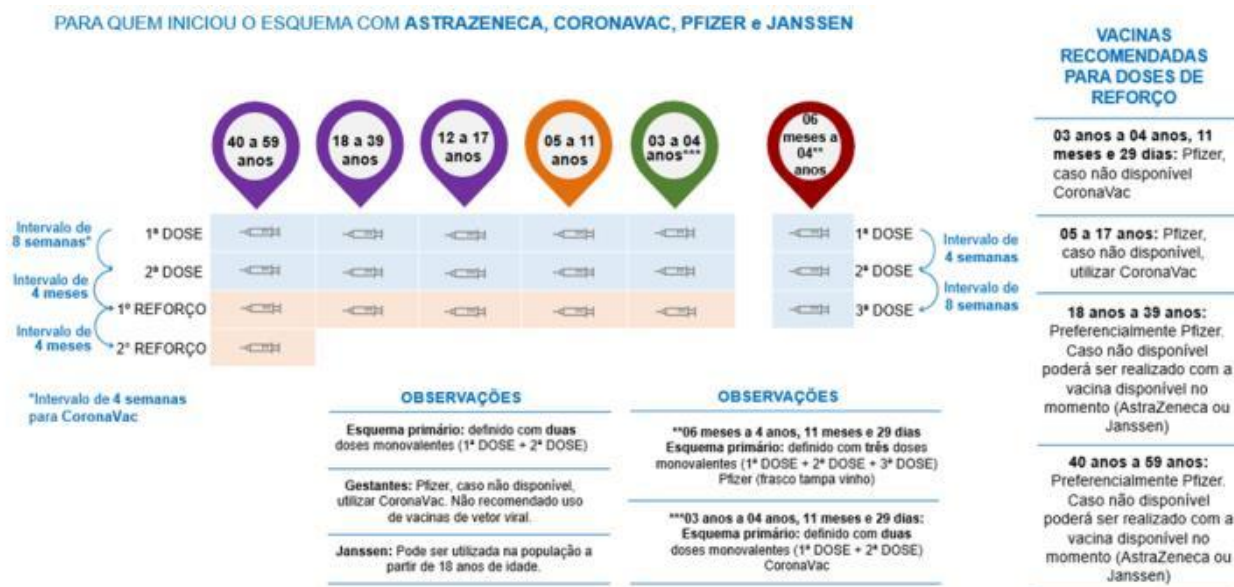 PARA QUEM INICIOU O ESQUEMA COM ASTRAZENECA, CORONAVAC, PFIZER e JANSSEN
40 a 59
anos
18 a 39
anos
12 a 17
anos
05 a 11
anos
03 a 04
anos***
06
meses a
04**
anos
Intervalo de
8 semanas*
Intervalo de
4 meses
Intervalo de
4 meses
1ª DOSE
2ª DOSE
1º REFORÇO
2º REFORÇO
1ª DOSE
2ª DOSE
3ª DOSE
Intervalo de
4 semanas
Intervalo de
8 semanas
*Intervalo de 4 semanas
para CoronaVac
OBSERVAÇÕES
Esquema primário: definido com duas
doses monovalentes (1ª DOSE + 2ª DOSE)
Gestantes: Pfizer, caso não disponível,
utilizar CoronaVac. Não recomendado uso
de vacinas de vetor viral.
Janssen: Pode ser utilizada na população a
partir de 18 anos de idade.
OBSERVAÇÕES
**06 meses a 4 anos, 11 meses e 29 dias
Esquema primário: definido com três doses
monovalentes (1ª DOSE + 2ª DOSE + 3ª DOSE)
Pfizer (frasco tampa vinho)
***03 anos a 04 anos, 11 meses e 29 dias:
Esquema primário: definido com duas
doses monovalentes (1ª DOSE + 2ª DOSE)
CoronaVac
VACINAS
RECOMENDADAS
PARA DOSES DE
REFORÇO
03 anos a 04 anos, 11
meses e 29 dias: Pfizer,
caso não disponível
CoronaVac
05 a 17 anos: Pfizer,
caso não disponível,
utilizar CoronaVac
18 anos a 39 anos:
Preferencialmente Pfizer.
Caso não disponível
poderá ser realizado com a
vacina disponível no
momento (AstraZeneca ou
Janssen)
40 anos a 59 anos:
Preferencialmente Pfizer.
Caso não disponível
poderá ser realizado com a
vacina disponível no
momento (AstraZeneca ou
Janssen)